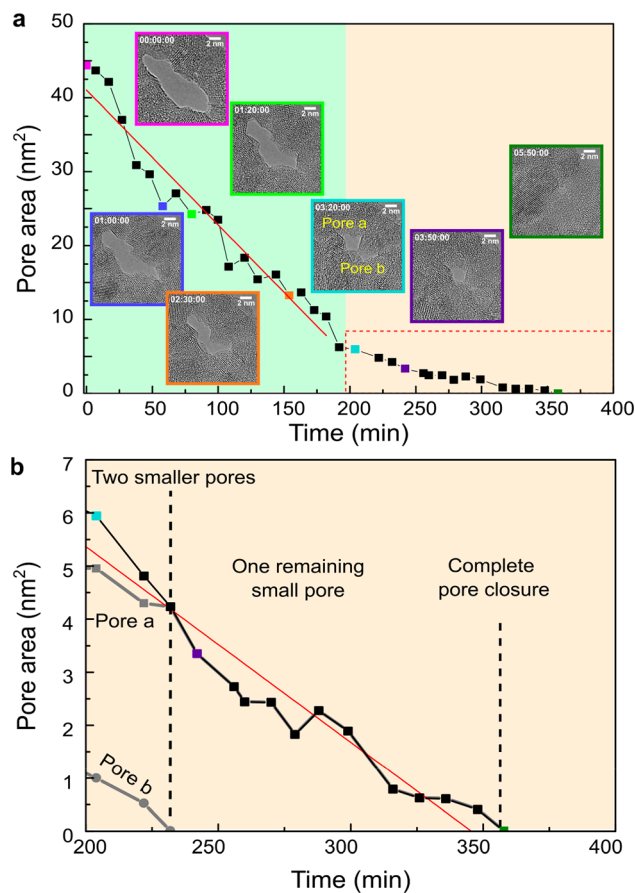 a
50
40
30
20
10
0
Pore area (nm²)
00:00:00
2 nm
01:20:00
2 nm
01:00:00
2 nm
02:30:00
2 nm
03:20:00
2 nm
Pore a
Pore b
03:50:00
2 nm
05:50:00
2 nm
0 50 100 150 200 250 300 350 400
Time (min)
b
7
6
5
4
3
2
1
0
Pore area (nm²)
Two smaller pores
One remaining
small pore
Complete
pore closure
Pore a
Pore b
200 250 300 350 400
Time (min)